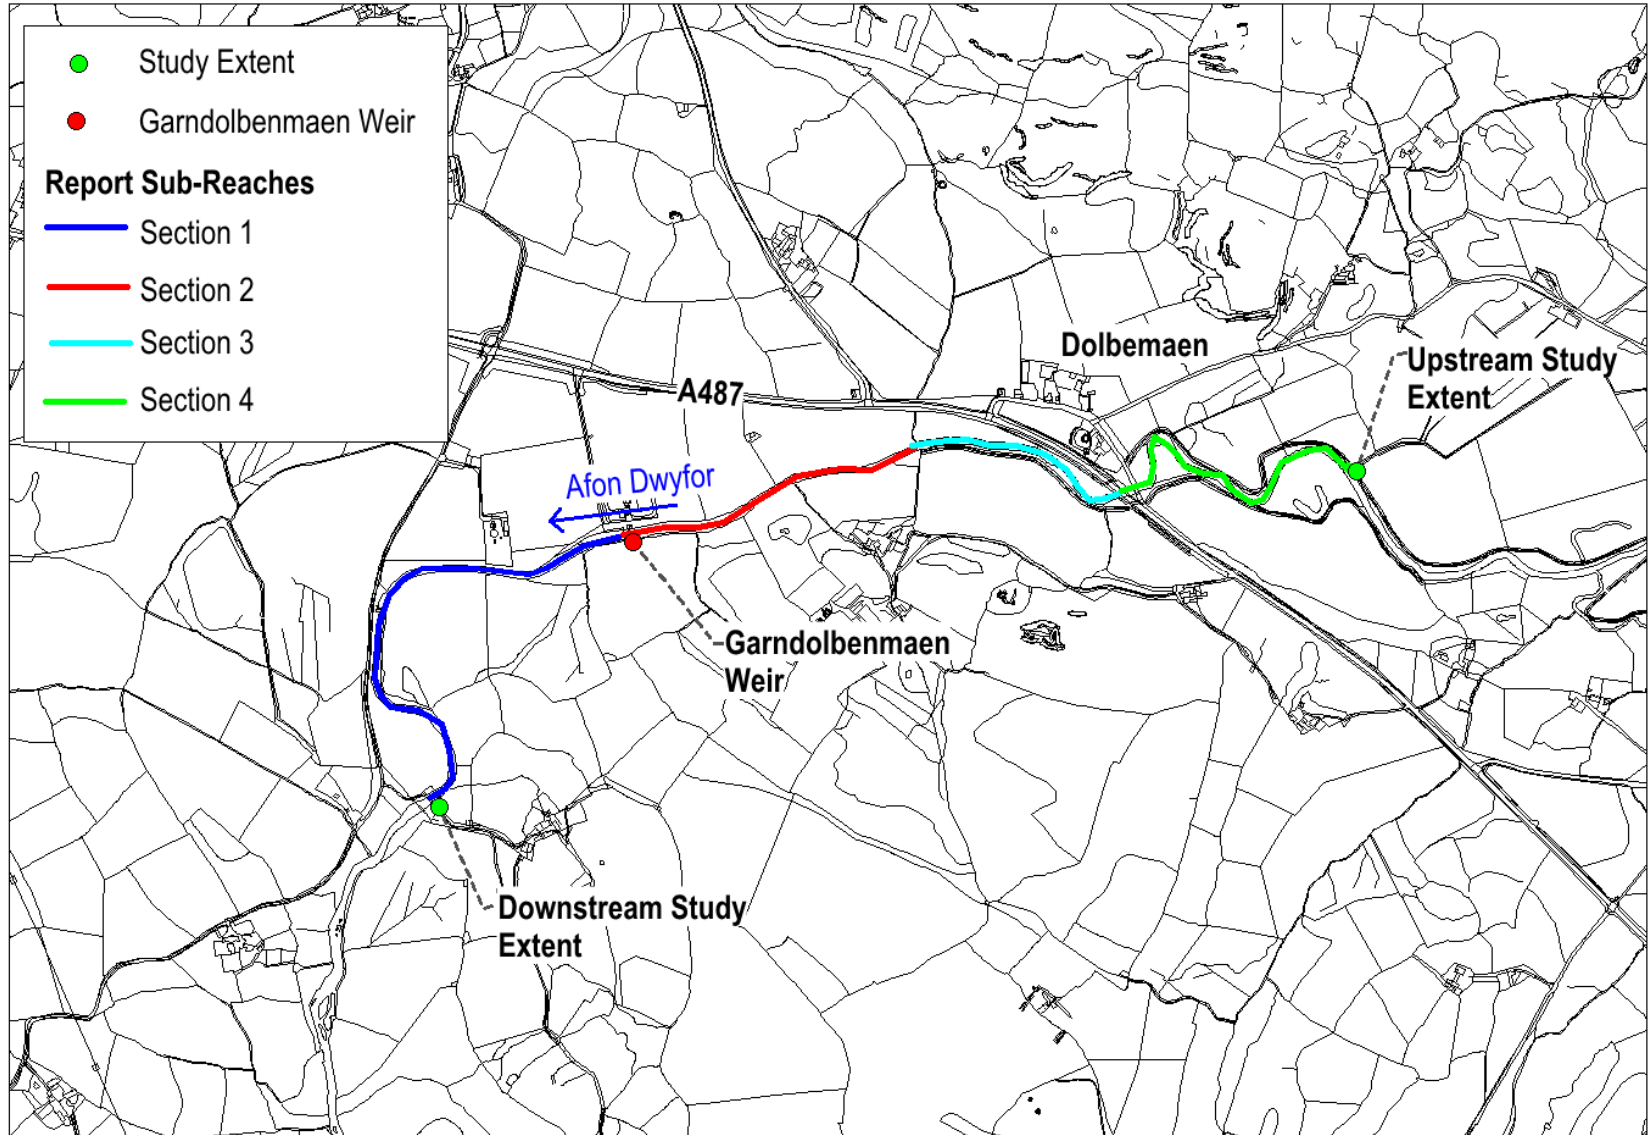 Study Extent
Garndolbenmaen Weir
Report Sub-Reaches
Section 1
Section 2
Section 3
Section 4
Dolbemaen
Upstream Study
Extent
A487
Afon Dwyfor
Garndolbenmaen
Weir
Downstream Study
Extent